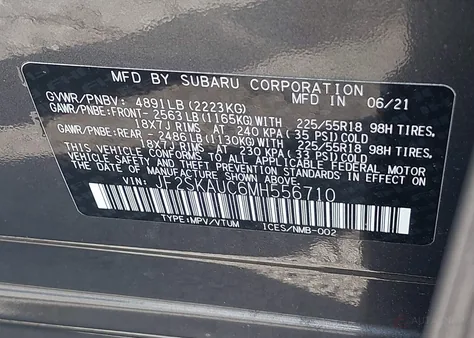 MFD BY SUBARU CORPORATION 06/21
GVWR/PNBV: 4891LB(2223KG)
GAWR/PNBE:FRONT- 2563LB(1165KG)WITH 225/55R18 98H TIRES,
18X7J RIMS AT 240 KPA(35 PSI)COLD
GAWR/PNBE: REAR- 2486LB(1130KG)WITH 225/55R18 98H TIRES,
18X7J RIMS AT 230 KPA(33 PSI)COLD
THIS VEHICLE CONFORMS TO ALL APPLICABLE FEDERAL MOTOR
VEHICLE SAFETY AND THEFT PREVENTION STANDARDS IN EFFECT
ON THE DATE OF MANUFACTURE SHOWN ABOVE.
VIN: JF2SKAUC6MH556710
TYPE:MPV/VTUM ICES/NMB-002